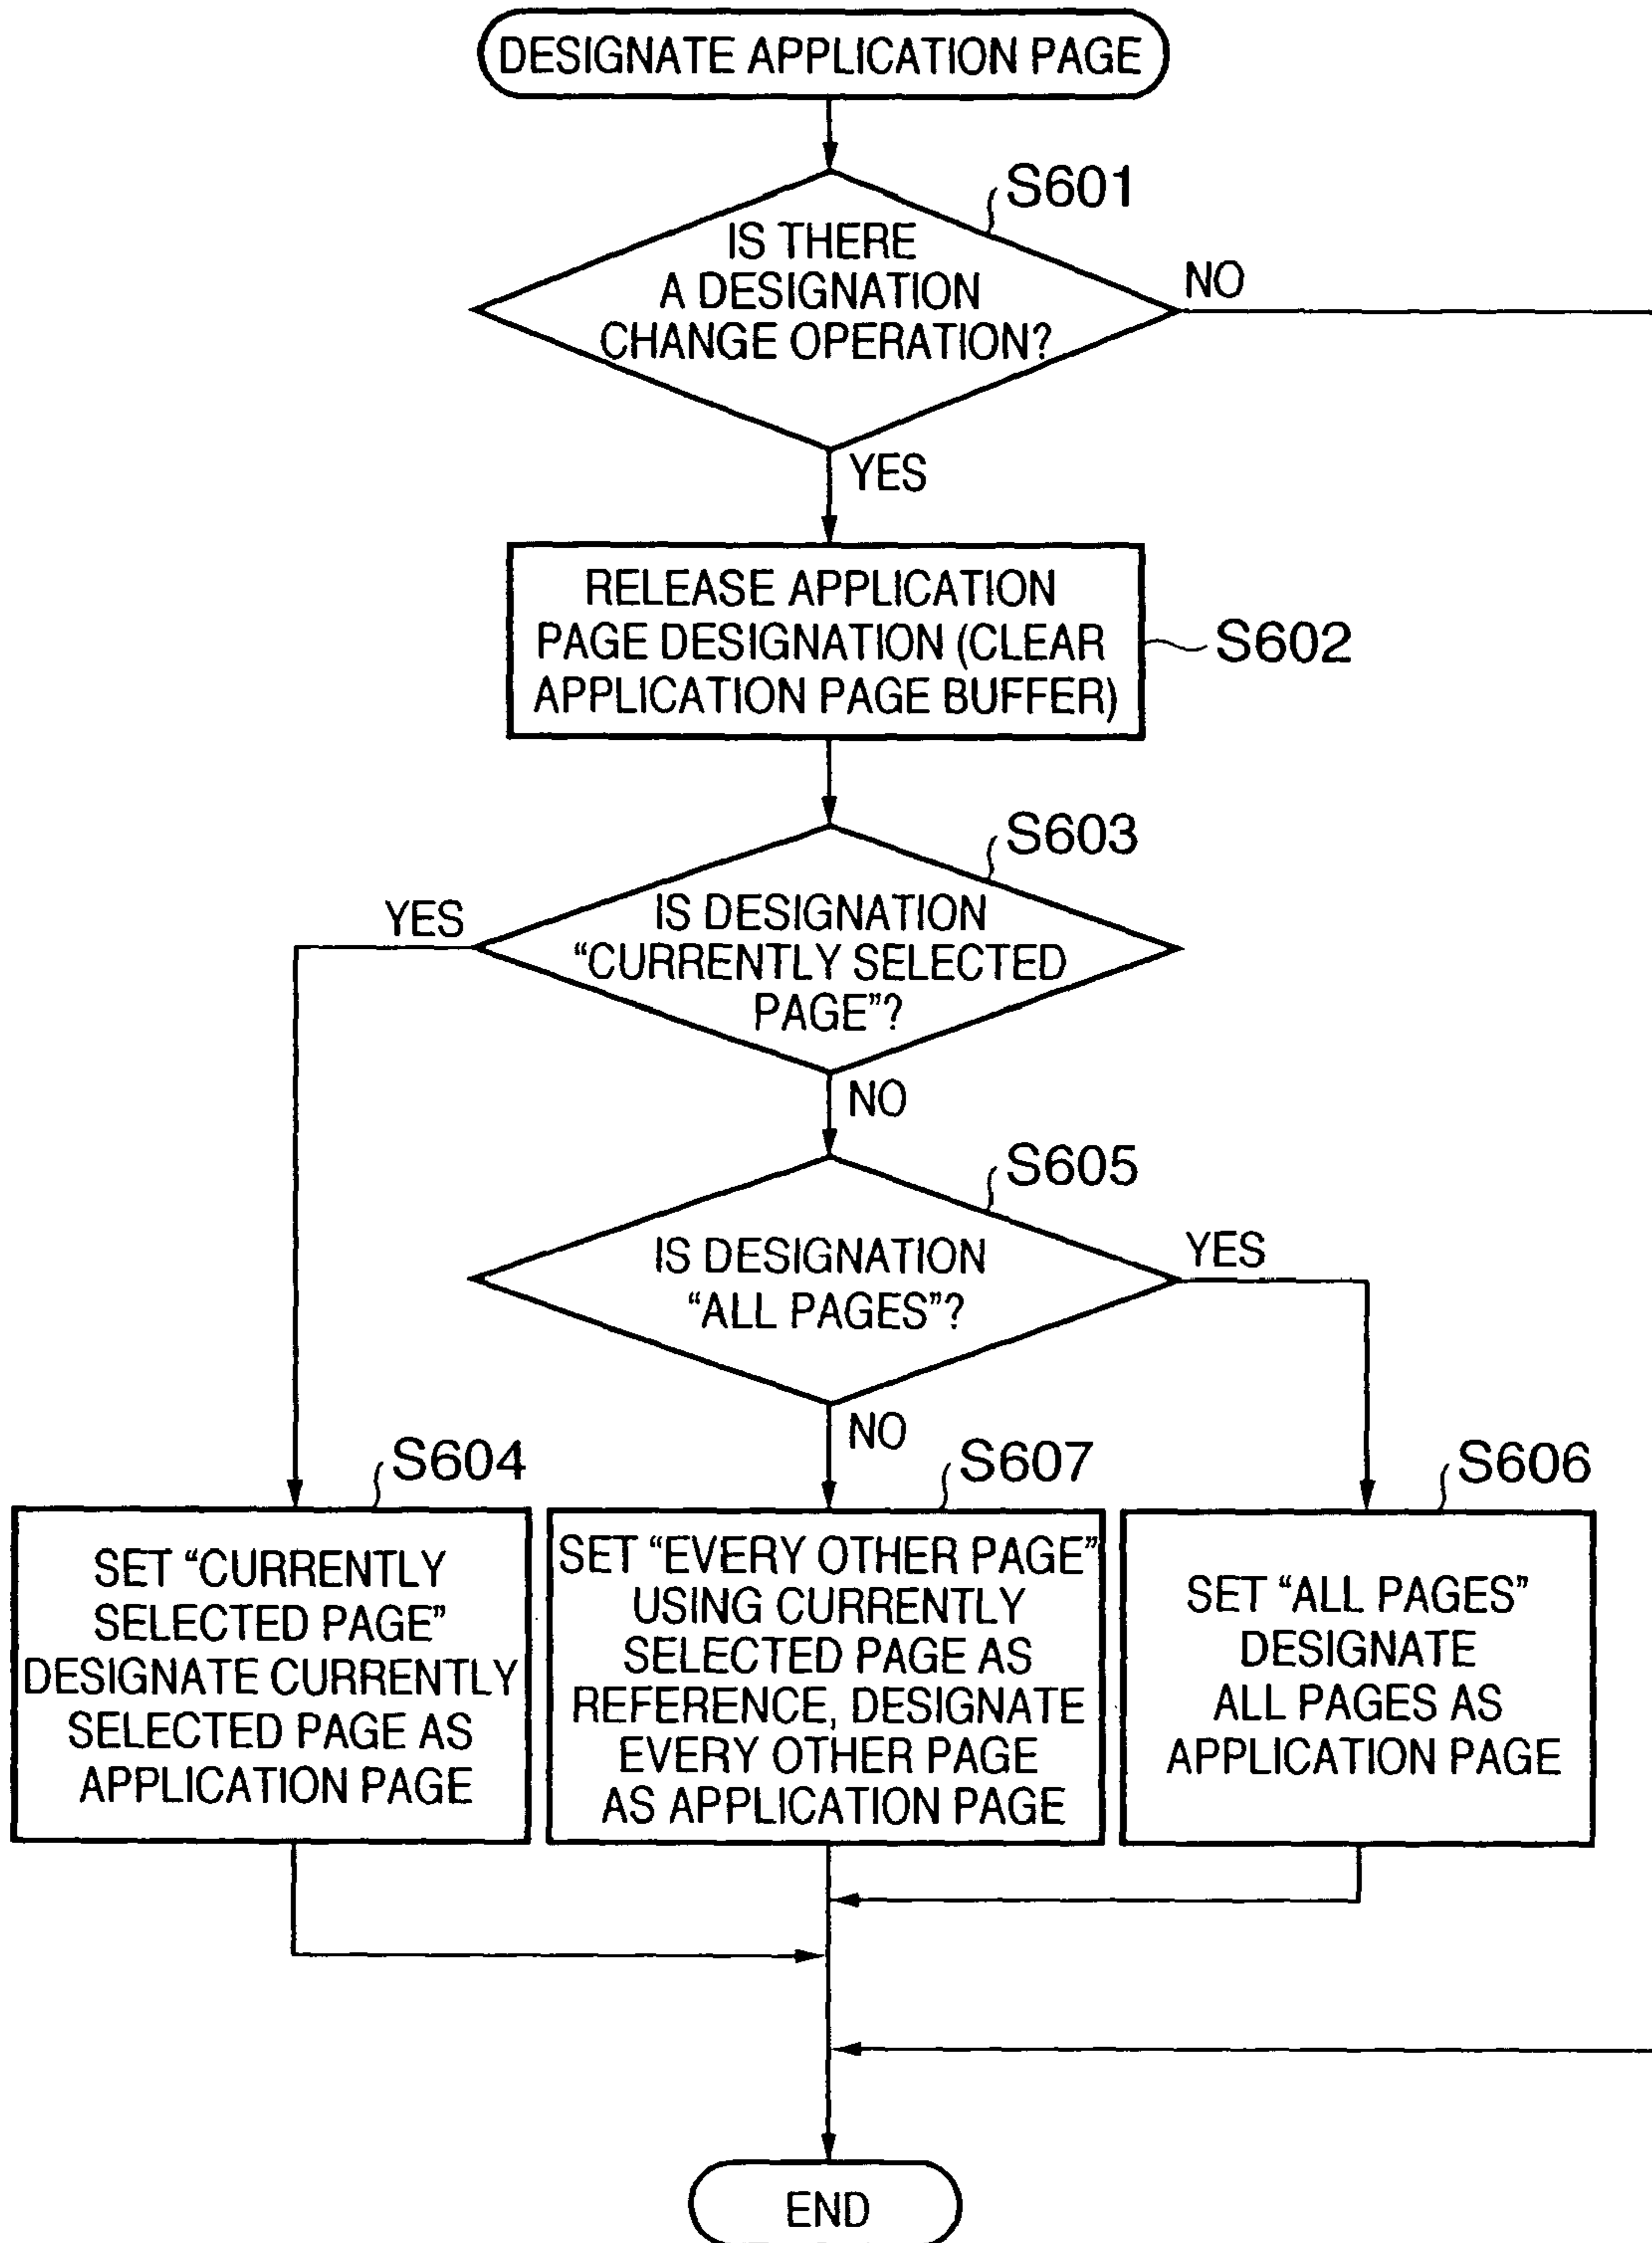 DESIGNATE APPLICATION PAGE
S601
IS THERE
A DESIGNATION
CHANGE OPERATION?
NO
YES
RELEASE APPLICATION
PAGE DESIGNATION (CLEAR
APPLICATION PAGE BUFFER)
S602
S603
YES
IS DESIGNATION
“CURRENTLY SELECTED
PAGE”?
NO
S605
IS DESIGNATION
“ALL PAGES”?
YES
NO
S604
SET “CURRENTLY
SELECTED PAGE”
DESIGNATE CURRENTLY
SELECTED PAGE AS
APPLICATION PAGE
S607
SET “EVERY OTHER PAGE”
USING CURRENTLY
SELECTED PAGE AS
REFERENCE, DESIGNATE
EVERY OTHER PAGE
AS APPLICATION PAGE
S606
SET “ALL PAGES”
DESIGNATE
ALL PAGES AS
APPLICATION PAGE
END